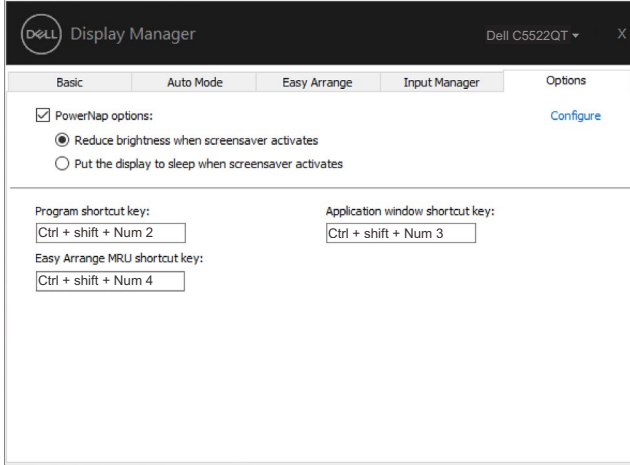 DELL Display Manager Dell C5522QT X
Basic Auto Mode Easy Arrange Input Manager Options
PowerNap options: Configure
Reduce brightness when screensaver activates
Put the display to sleep when screensaver activates
Program shortcut key: Application window shortcut key:
Ctrl + shift + Num 2 Ctrl + shift + Num 3
Easy Arrange MRU shortcut key:
Ctrl + shift + Num 4